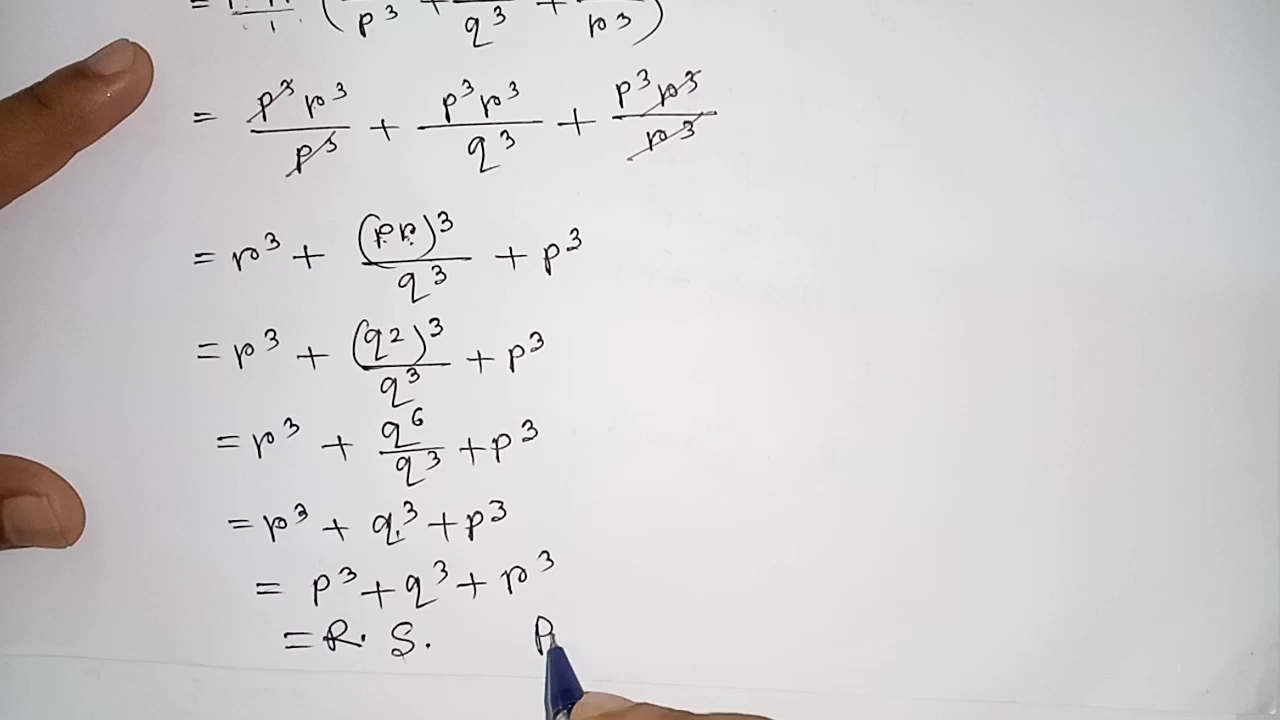 = p³r³/p³ + p³r³/q³ + p³r³/r³
= r³ + (pr)³/q³ + p³
= r³ + (q²)³/q³ + p³
= r³ + q⁶/q³ + p³
= r³ + q³ + p³
= p³ + q³ + r³
= R. S. P